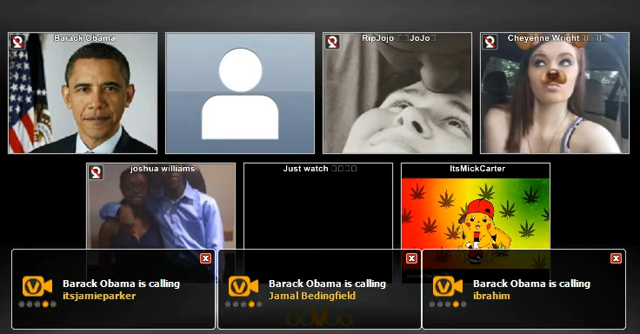 Barack Obama
RipJojo JoJo
Cheyenne Wright
joshua williams
Just watch
ItsMickCarter
Barack Obama is calling
itsjamieparker
Barack Obama is calling
Jamal Bedingfield
Barack Obama is calling
ibrahim
ooVoo